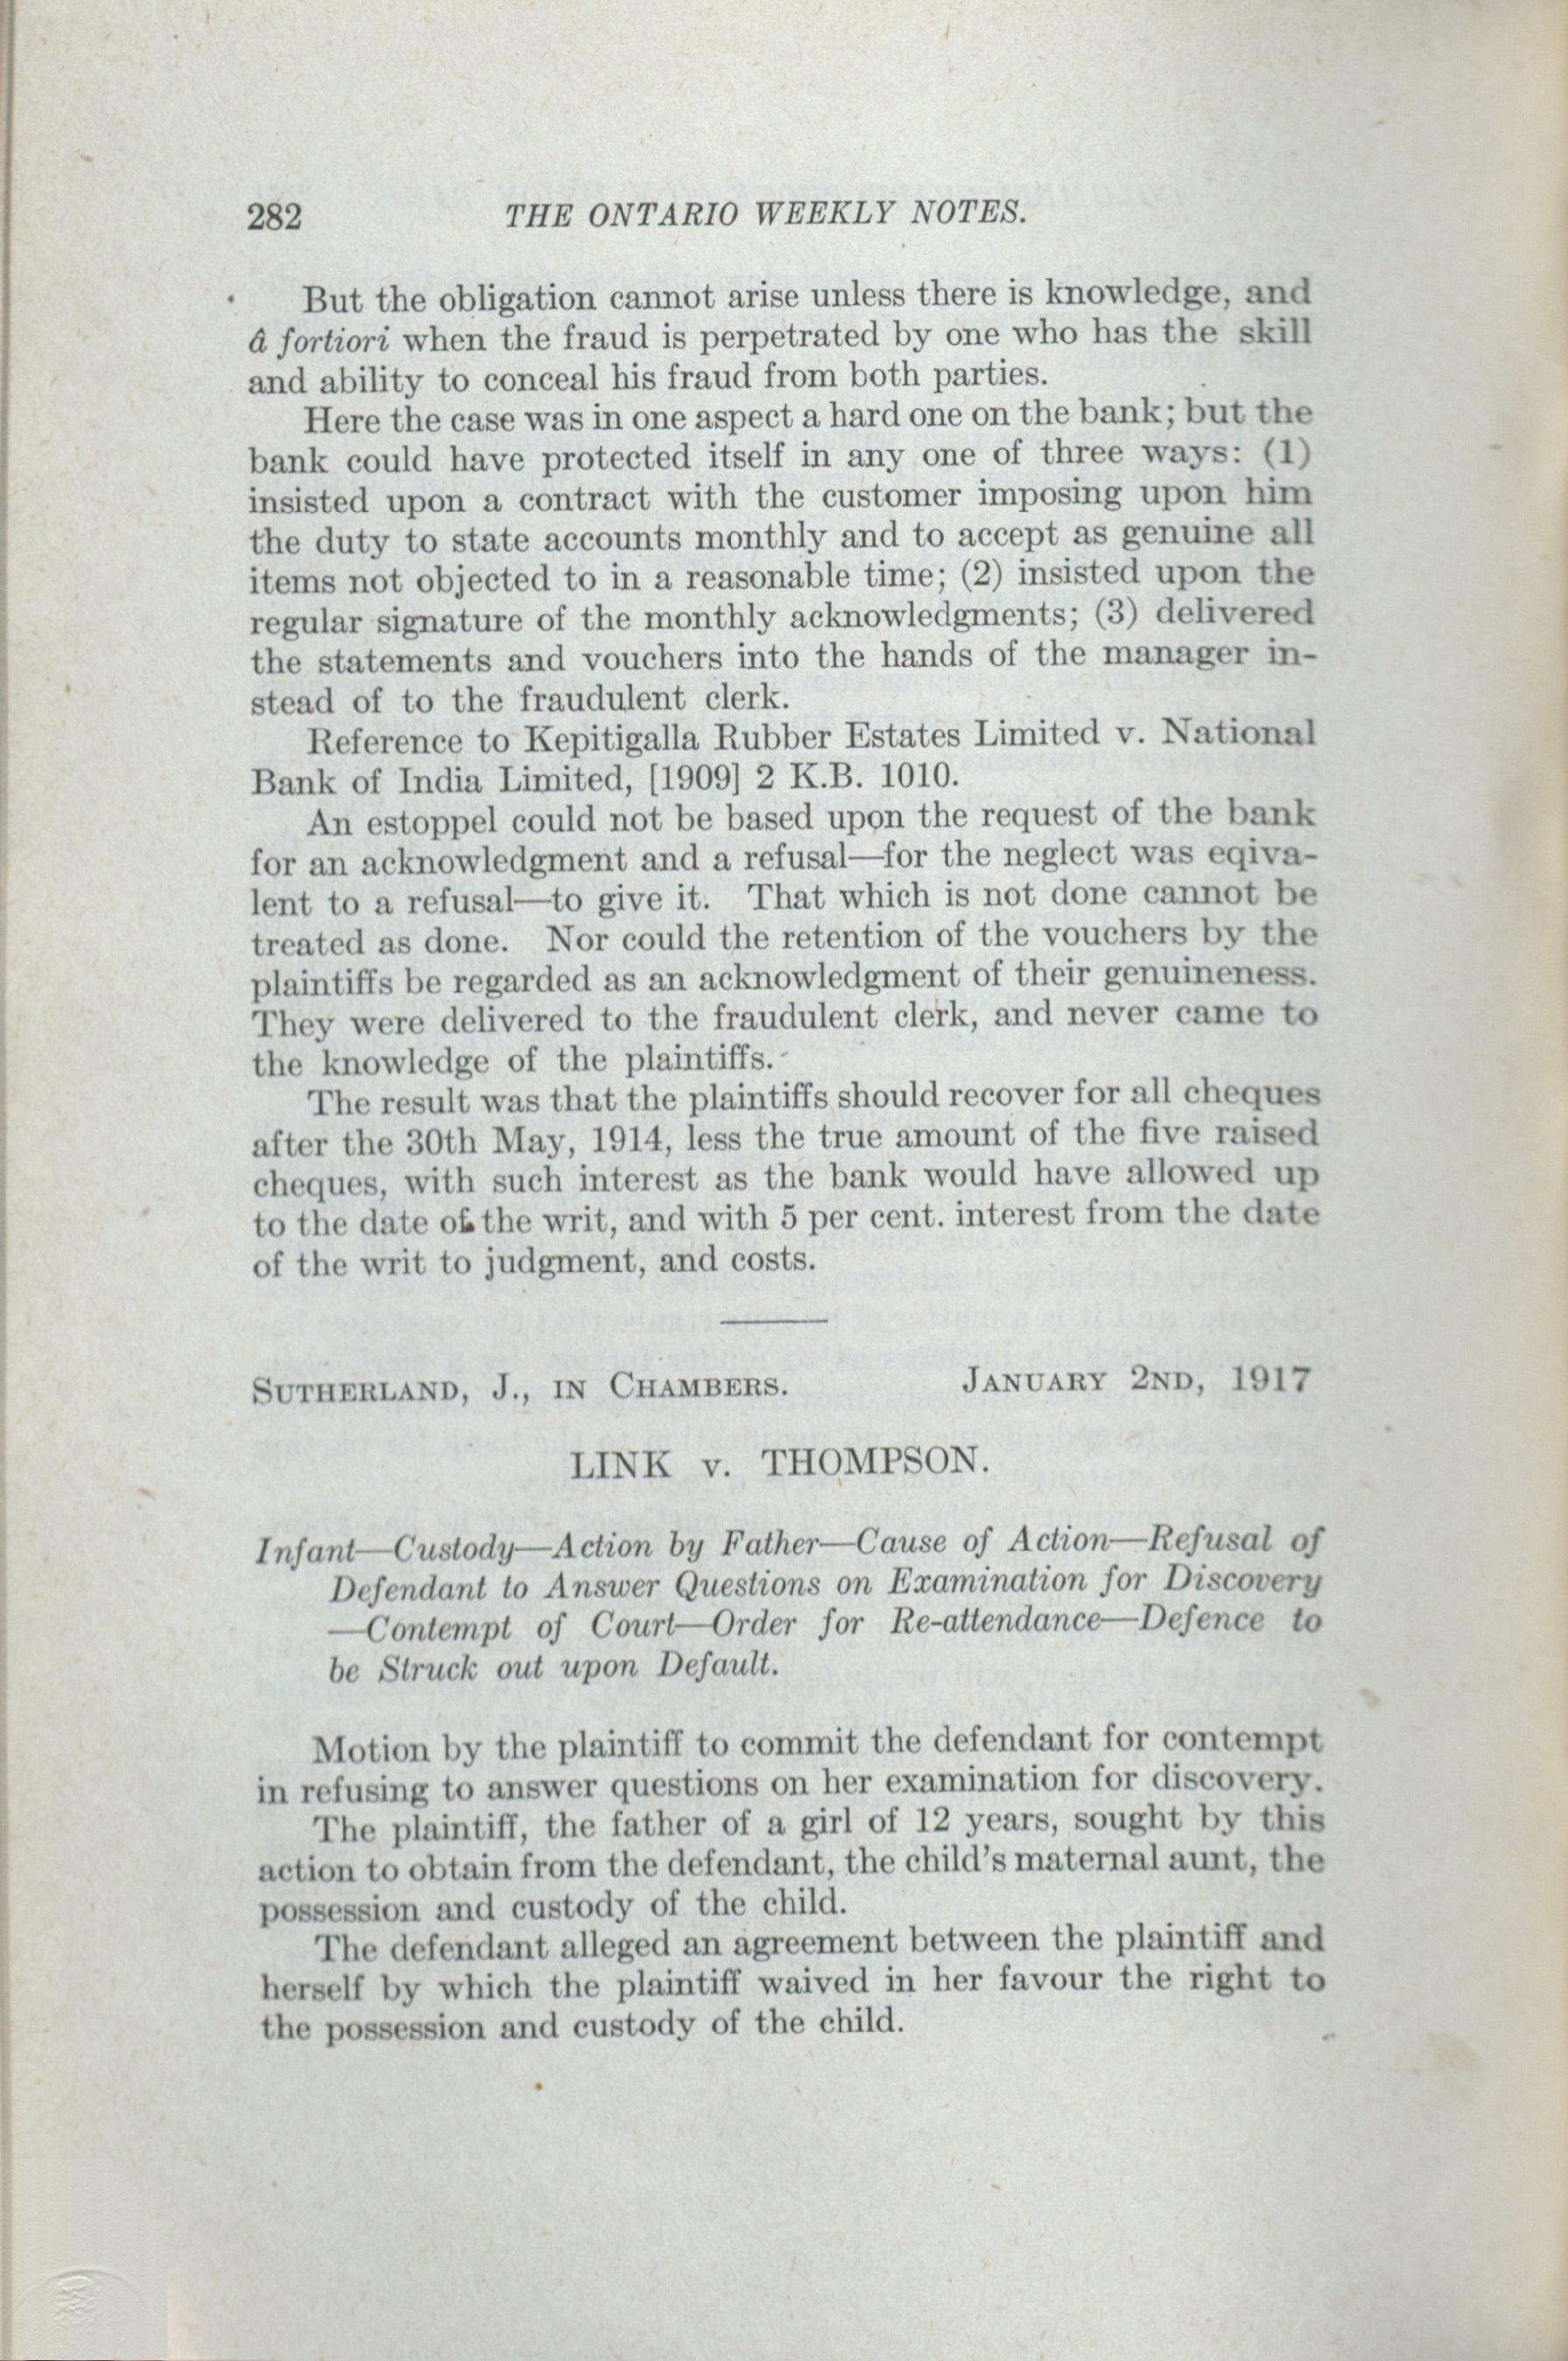 282 THE ONTARIO WEEKLY NOTES.
But the obligation cannot arise unless there is knowledge, and
â fortiori when the fraud is perpetrated by one who has the skill
and ability to conceal his fraud from both parties.
Here the case was in one aspect a hard one on the bank; but the
bank could have protected itself in any one of three ways: (1)
insisted upon a contract with the customer imposing upon him
the duty to state accounts monthly and to accept as genuine all
items not objected to in a reasonable time; (2) insisted upon the
regular signature of the monthly acknowledgments; (3) delivered
the statements and vouchers into the hands of the manager in-
stead of to the fraudulent clerk.
Reference to Kepitigalla Rubber Estates Limited v. National
Bank of India Limited, [1909] 2 K.B. 1010.
An estoppel could not be based upon the request of the bank
for an acknowledgment and a refusal—for the neglect was eqiva-
lent to a refusal—to give it. That which is not done cannot be
treated as done. Nor could the retention of the vouchers by the
plaintiffs be regarded as an acknowledgment of their genuineness.
They were delivered to the fraudulent clerk, and never came to
the knowledge of the plaintiffs.
The result was that the plaintiffs should recover for all cheques
after the 30th May, 1914, less the true amount of the five raised
cheques, with such interest as the bank would have allowed up
to the date of the writ, and with 5 per cent. interest from the date
of the writ to judgment, and costs.
SUTHERLAND, J., IN CHAMBERS. JANUARY 2ND, 1917
LINK v. THOMPSON.
Infant—Custody—Action by Father—Cause of Action—Refusal of
Defendant to Answer Questions on Examination for Discovery
—Contempt of Court—Order for Re-attendance—Defence to
be Struck out upon Default.
Motion by the plaintiff to commit the defendant for contempt
in refusing to answer questions on her examination for discovery.
The plaintiff, the father of a girl of 12 years, sought by this
action to obtain from the defendant, the child's maternal aunt, the
possession and custody of the child.
The defendant alleged an agreement between the plaintiff and
herself by which the plaintiff waived in her favour the right to
the possession and custody of the child.